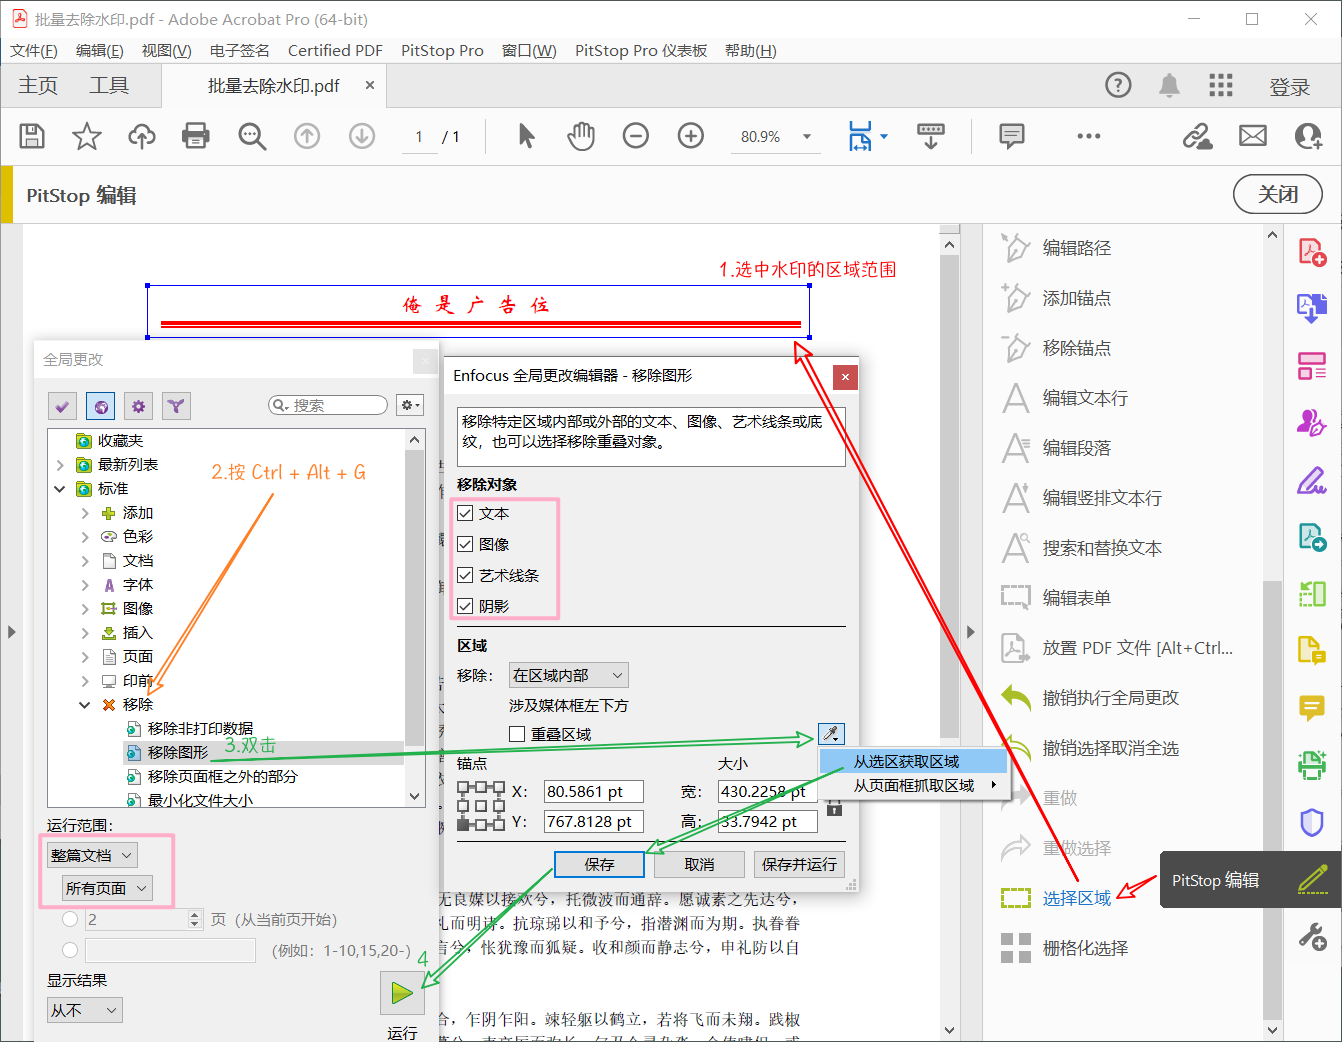 批量去除水印.pdf - Adobe Acrobat Pro (64-bit)
文件(F) 编辑(E) 视图(V) 电子签名 Certified PDF PitStop Pro 窗口(W) PitStop Pro 仪表板 帮助(H)
主页 工具 批量去除水印.pdf × 登录
1 / 1 80.9%
PitStop 编辑 关闭
1.选中水印的区域范围
俺是广告位
全局更改
搜索
收藏夹
最新列表
标准
添加
色彩
文档
字体
图像
插入
页面
印前
移除
移除非打印数据
移除图形
移除页面框之外的部分
最小化文件大小
2.按 Ctrl + Alt + G
3.双击
运行范围:
整篇文档
所有页面
2 页 (从当前页开始)
(例如: 1-10,15,20-)
显示结果
从不
运行
4
Enfocus 全局更改编辑器 - 移除图形
移除特定区域内部或外部的文本、图像、艺术线条或底
纹，也可以选择移除重叠对象。
移除对象
文本
图像
艺术线条
阴影
区域
移除: 在区域内部
涉及媒体框左下方
重叠区域
锚点 大小
X: 80.5861 pt 宽: 430.2258 pt
Y: 767.8128 pt 高: 33.7942 pt
保存 取消 保存并运行
从选区获取区域
从页面框抓取区域
无良媒以接欢兮，托微波而通辞。愿诚素之先达兮，
礼而明诗。抗琼珶以和予兮，指潜渊而为期。执眷眷
言兮，怅犹豫而狐疑。收和颜而静志兮，申礼防以自
合，乍阴乍阳。竦轻躯以鹤立，若将飞而未翔。践椒
编辑路径
添加锚点
移除锚点
编辑文本行
编辑段落
编辑竖排文本行
搜索和替换文本
编辑表单
放置 PDF 文件 [Alt+Ctrl...
撤销执行全局更改
撤销选择取消全选
重做
重做选择
选择区域
栅格化选择
PitStop 编辑